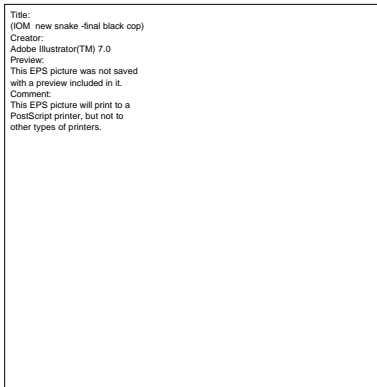 Title:
(IOM  new snake -final black cop)
Creator:
Adobe Illustrator(TM) 7.0
Preview:
This EPS picture was not saved
with a preview included in it.
Comment:
This EPS picture will print to a
PostScript printer, but not to
other types of printers.